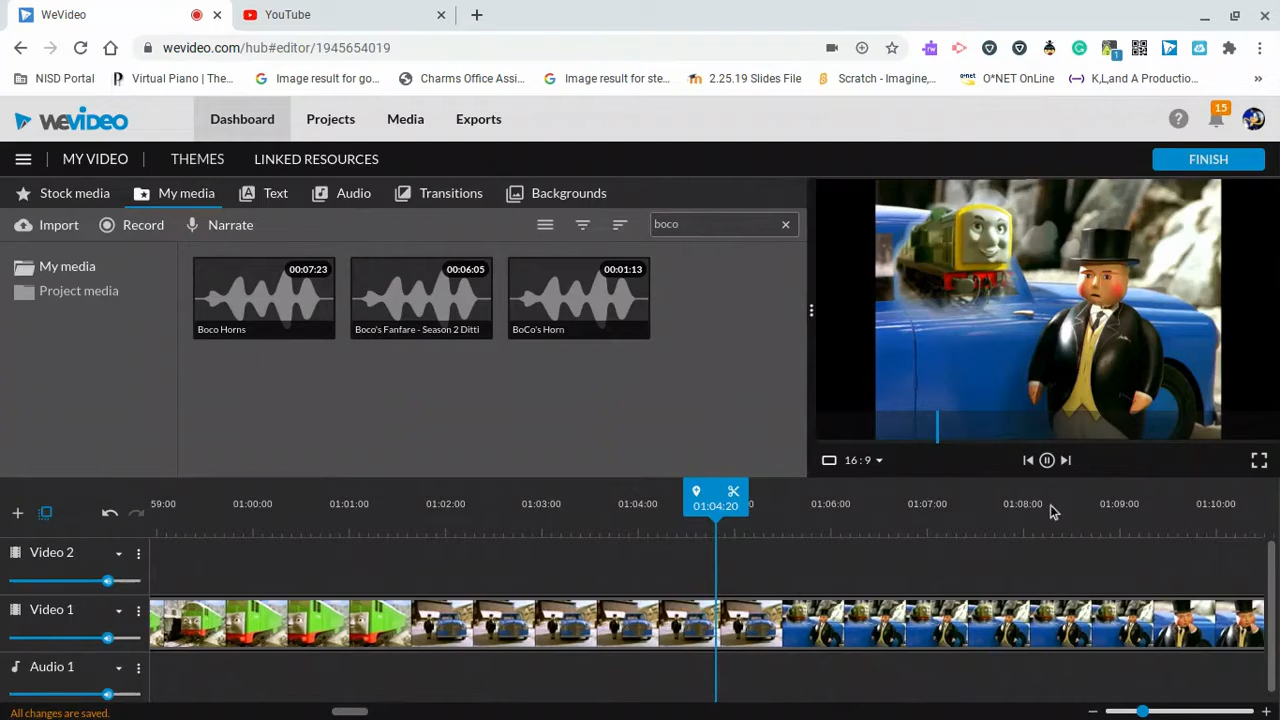 WeVideo
YouTube
wevideo.com/hub#editor/1945654019
1
NISD Portal
Virtual Piano | The...
Image result for go...
Charms Office Assi...
Image result for ste...
2.25.19 Slides File
Scratch - Imagine,...
O*NET OnLine
K,L,and A Productio...
»
wevideo
Dashboard
Projects
Media
Exports
15
MY VIDEO
THEMES
LINKED RESOURCES
FINISH
Stock media
My media
Text
Audio
Transitions
Backgrounds
Import
Record
Narrate
boco
My media
Project media
00:07:23
Boco Horns
00:06:05
Boco's Fanfare - Season 2 Ditti
00:01:13
BoCo's Horn
16:9
59:00
01:00:00
01:01:00
01:02:00
01:03:00
01:04:00
01:04:20
01:06:00
01:07:00
01:08:00
01:09:00
01:10:00
Video 2
Video 1
Audio 1
All changes are saved.